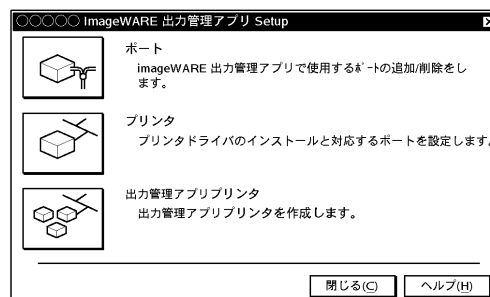 ○○○○○ ImageWARE 出力管理アプリ Setup
ポート
imageWARE 出力管理アプリで使用するﾎﾟｰﾄの追加/削除をし
ます。
プリンタ
プリンタドライバのインストールと対応するポートを設定します。
出力管理アプリプリンタ
出力管理アプリプリンタを作成します。
閉じる(C)
ヘルプ(H)